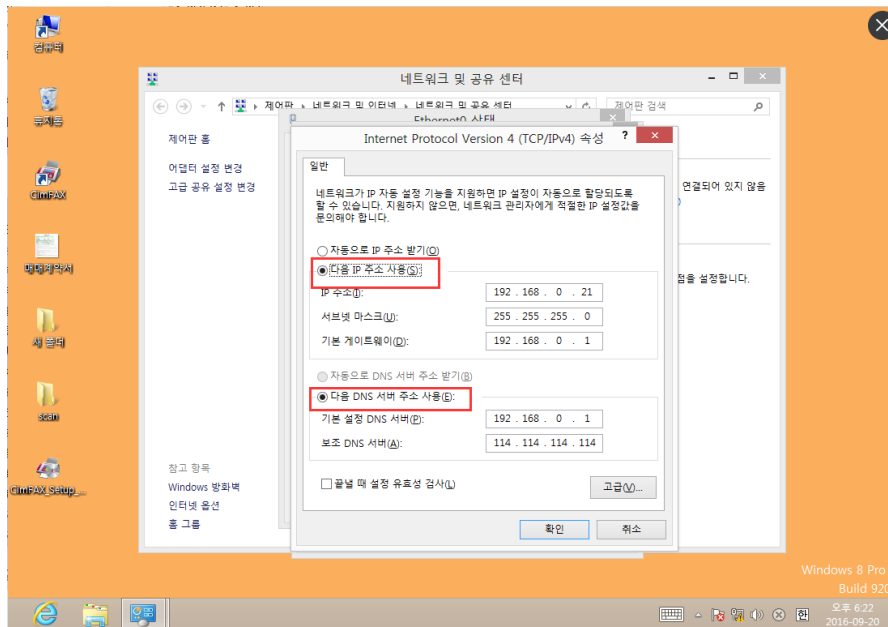 컴퓨터
휴지통
CimFAX
매매계약서
새 폴더
scan
CimFAX_Setup_...
네트워크 및 공유 센터
제어판 ▸ 네트워크 및 인터넷 ▸ 네트워크 및 공유 센터
제어판 검색
제어판 홈
어댑터 설정 변경
고급 공유 설정 변경
Ethernet0 상태
Internet Protocol Version 4 (TCP/IPv4) 속성
일반
네트워크가 IP 자동 설정 기능을 지원하면 IP 설정이 자동으로 할당되도록
할 수 있습니다. 지원하지 않으면, 네트워크 관리자에게 적절한 IP 설정값을
문의해야 합니다.
자동으로 IP 주소 받기(O)
다음 IP 주소 사용(S):
IP 주소(I): 192 . 168 . 0 . 21
서브넷 마스크(U): 255 . 255 . 255 . 0
기본 게이트웨이(D): 192 . 168 . 0 . 1
자동으로 DNS 서버 주소 받기(B)
다음 DNS 서버 주소 사용(E):
기본 설정 DNS 서버(P): 192 . 168 . 0 . 1
보조 DNS 서버(A): 114 . 114 . 114 . 114
끝낼 때 설정 유효성 검사(L)
고급(V)...
확인 취소
연결되어 있지 않음
점을 설정합니다.
참고 항목
Windows 방화벽
인터넷 옵션
홈 그룹
Windows 8 Pro
Build 920
한
오후 6:22
2016-09-20